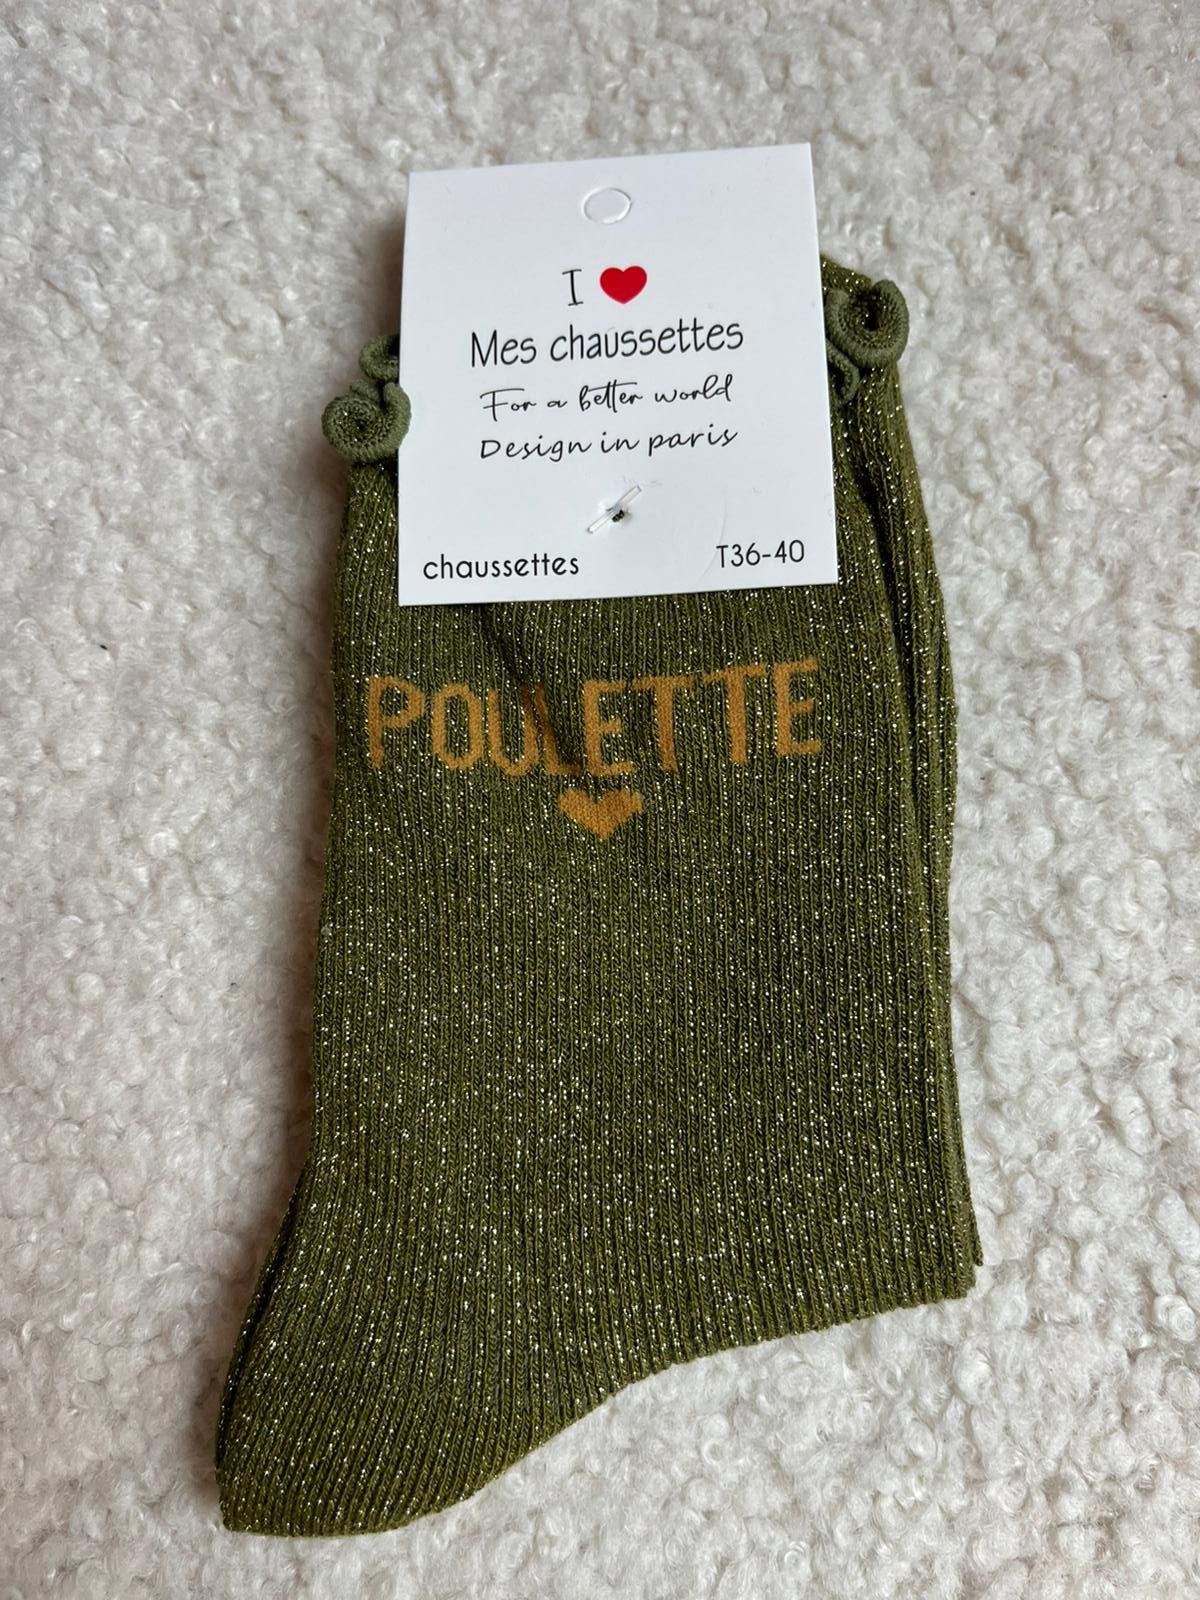 I
Mes chaussettes
For a better world
Design in paris
chaussettes T36-40
POULETTE